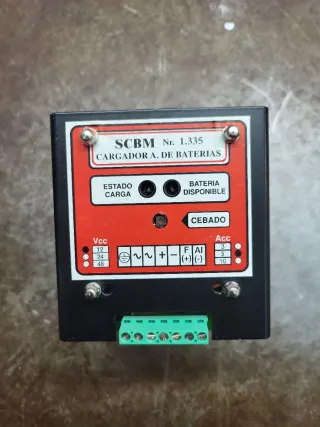 SCBM Nr. 1.335
CARGADOR A. DE BATERIAS
ESTADO CARGA
BATERIA DISPONIBLE
CEBADO
Vcc
12
24
48
Acc
3
5
10
F (+)
AI (-)